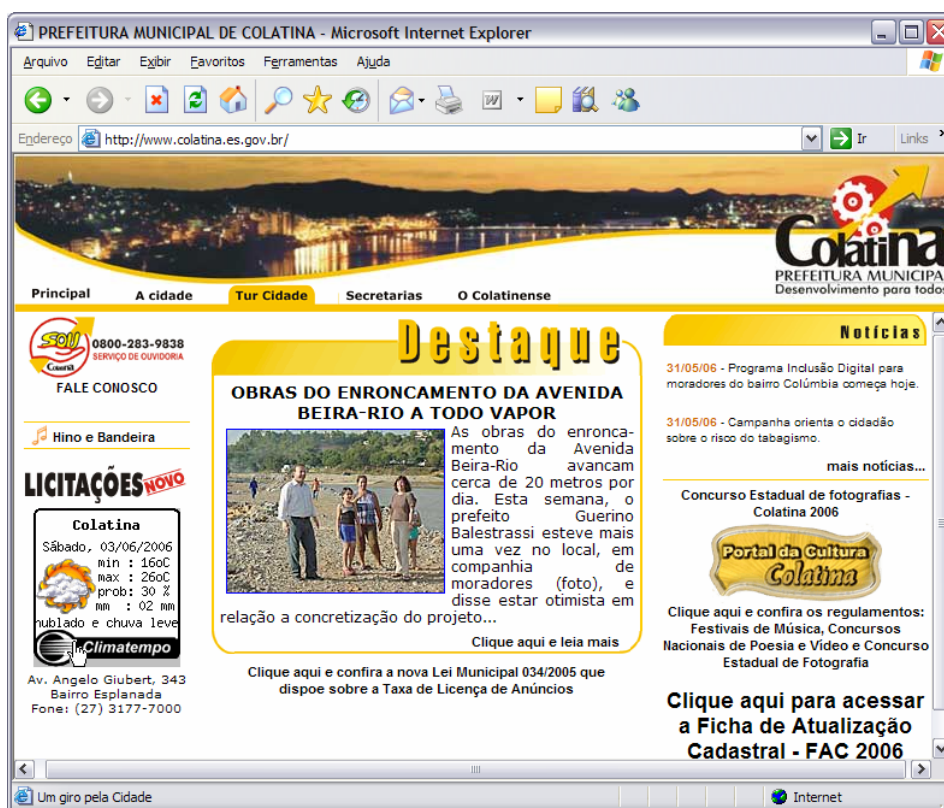 PREFEITURA MUNICIPAL DE COLATINA - Microsoft Internet Explorer
Arquivo Editar Exibir Favoritos Ferramentas Ajuda
Endereço http://www.colatina.es.gov.br/ Ir Links
Colatina
PREFEITURA MUNICIPA
Desenvolvimento para todos
Principal A cidade Tur Cidade Secretarias O Colatinense
SOU
Colatina
0800-283-9838
SERVIÇO DE OUVIDORIA
FALE CONOSCO
Hino e Bandeira
LICITAÇÕES NOVO
Colatina
Sábado, 03/06/2006
min : 16oC
max : 26oC
prob: 30 %
mm : 02 mm
nublado e chuva leve
Climatempo
Av. Angelo Giubert, 343
Bairro Esplanada
Fone: (27) 3177-7000
Destaque
OBRAS DO ENRONCAMENTO DA AVENIDA
BEIRA-RIO A TODO VAPOR
As obras do enronca-
mento da Avenida
Beira-Rio avancam
cerca de 20 metros por
dia. Esta semana, o
prefeito Guerino
Balestrassi esteve mais
uma vez no local, em
companhia de
moradores (foto), e
disse estar otimista em
relação a concretização do projeto...
Clique aqui e leia mais
Clique aqui e confira a nova Lei Municipal 034/2005 que
dispoe sobre a Taxa de Licença de Anúncios
Notícias
31/05/06 - Programa Inclusão Digital para
moradores do bairro Colúmbia começa hoje.
31/05/06 - Campanha orienta o cidadão
sobre o risco do tabagismo.
mais notícias...
Concurso Estadual de fotografias -
Colatina 2006
Portal da Cultura
Colatina
Clique aqui e confira os regulamentos:
Festivais de Música, Concursos
Nacionais de Poesia e Vídeo e Concurso
Estadual de Fotografia
Clique aqui para acessar
a Ficha de Atualização
Cadastral - FAC 2006
Um giro pela Cidade
Internet